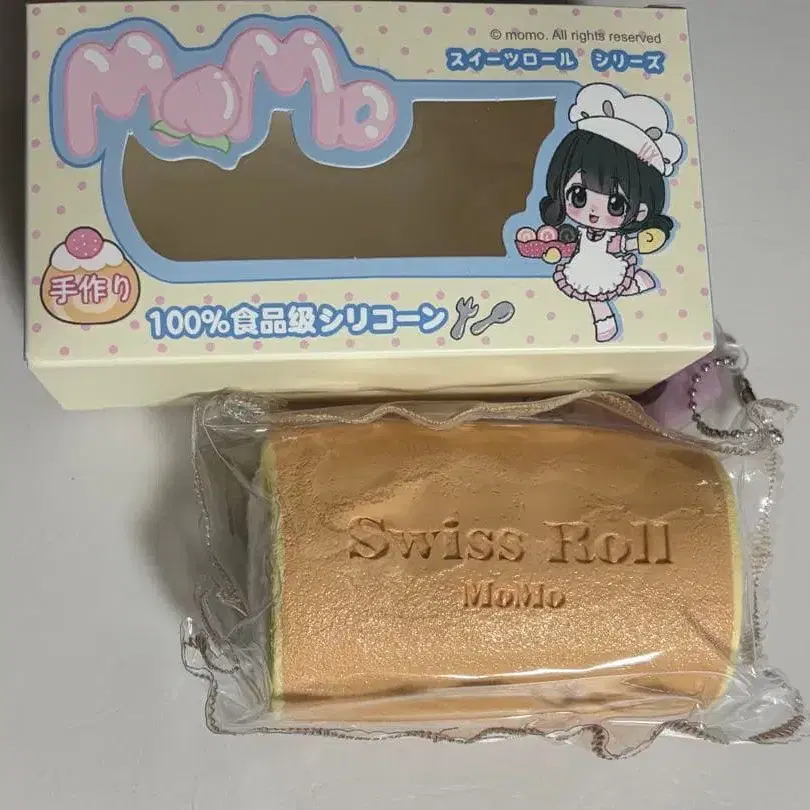 © momo. All rights reserved
スイーツロール シリーズ
MoMo
手作り
100%食品級シリコーン
Swiss Roll
MoMo